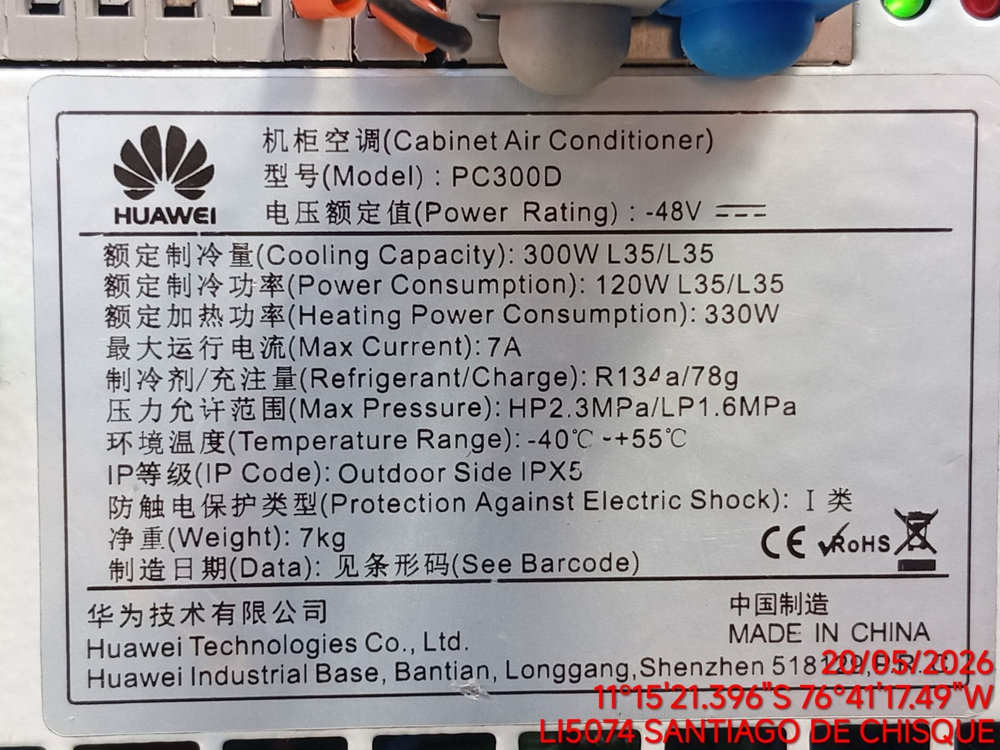 HUAWEI
机柜空调(Cabinet Air Conditioner)
型号(Model) : PC300D
电压额定值(Power Rating) : -48V
额定制冷量(Cooling Capacity): 300W L35/L35
额定制冷功率(Power Consumption): 120W L35/L35
额定加热功率(Heating Power Consumption): 330W
最大运行电流(Max Current): 7A
制冷剂/充注量(Refrigerant/Charge): R134a/78g
压力允许范围(Max Pressure): HP2.3MPa/LP1.6MPa
环境温度(Temperature Range): -40℃ ~+55℃
IP等级(IP Code): Outdoor Side IPX5
防触电保护类型(Protection Against Electric Shock): I 类
净重(Weight): 7kg
制造日期(Data): 见条形码(See Barcode)
CE RoHS
华为技术有限公司
Huawei Technologies Co., Ltd.
中国制造
MADE IN CHINA
Huawei Industrial Base, Bantian, Longgang,Shenzhen 518129,P.R.C
20/05/2026
11°15'21.396"S 76°41'17.49"W
LI5074 SANTIAGO DE CHISQUE